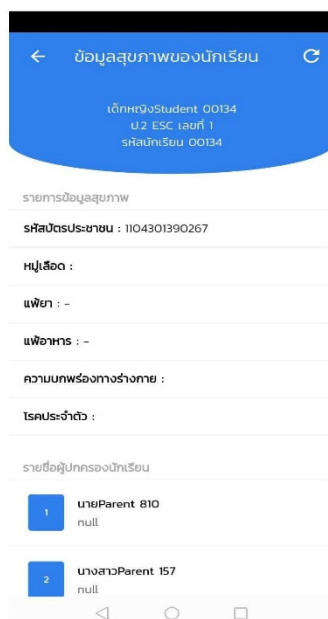 ข้อมูลสุขภาพของนักเรียน
เด็กหญิงStudent 00134
ป.2 ESC เลขที่ 1
รหัสนักเรียน 00134
รายการข้อมูลสุขภาพ
รหัสบัตรประชาชน : 1104301390267
หมู่เลือด :
แพ้ยา : -
แพ้อาหาร : -
ความบกพร่องทางร่างกาย :
โรคประจำตัว :
รายชื่อผู้ปกครองนักเรียน
1 นายParent 810
null
2 นางสาวParent 157
null